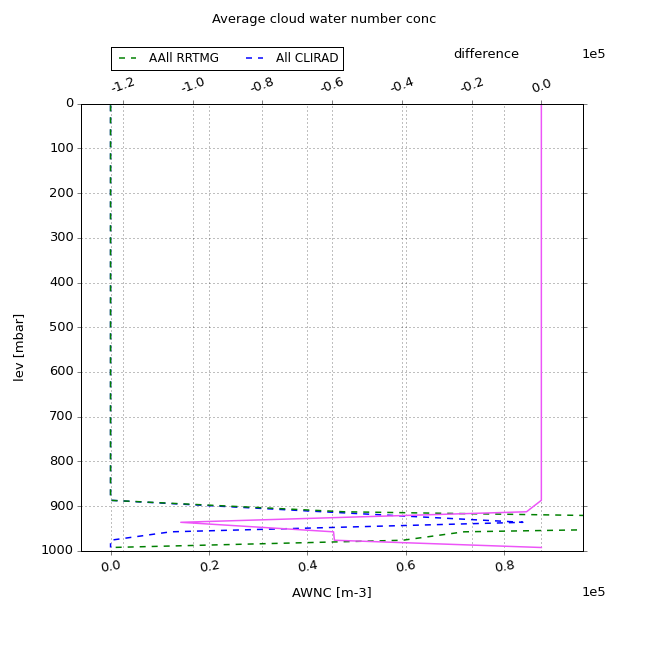 Average cloud water number conc
AAll RRTMG All CLIRAD
difference 1e5
-1.2 -1.0 -0.8 -0.6 -0.4 -0.2 0.0
0
100
200
300
400
500
600
700
800
900
1000
lev [mbar]
0.0 0.2 0.4 0.6 0.8
AWNC [m-3] 1e5